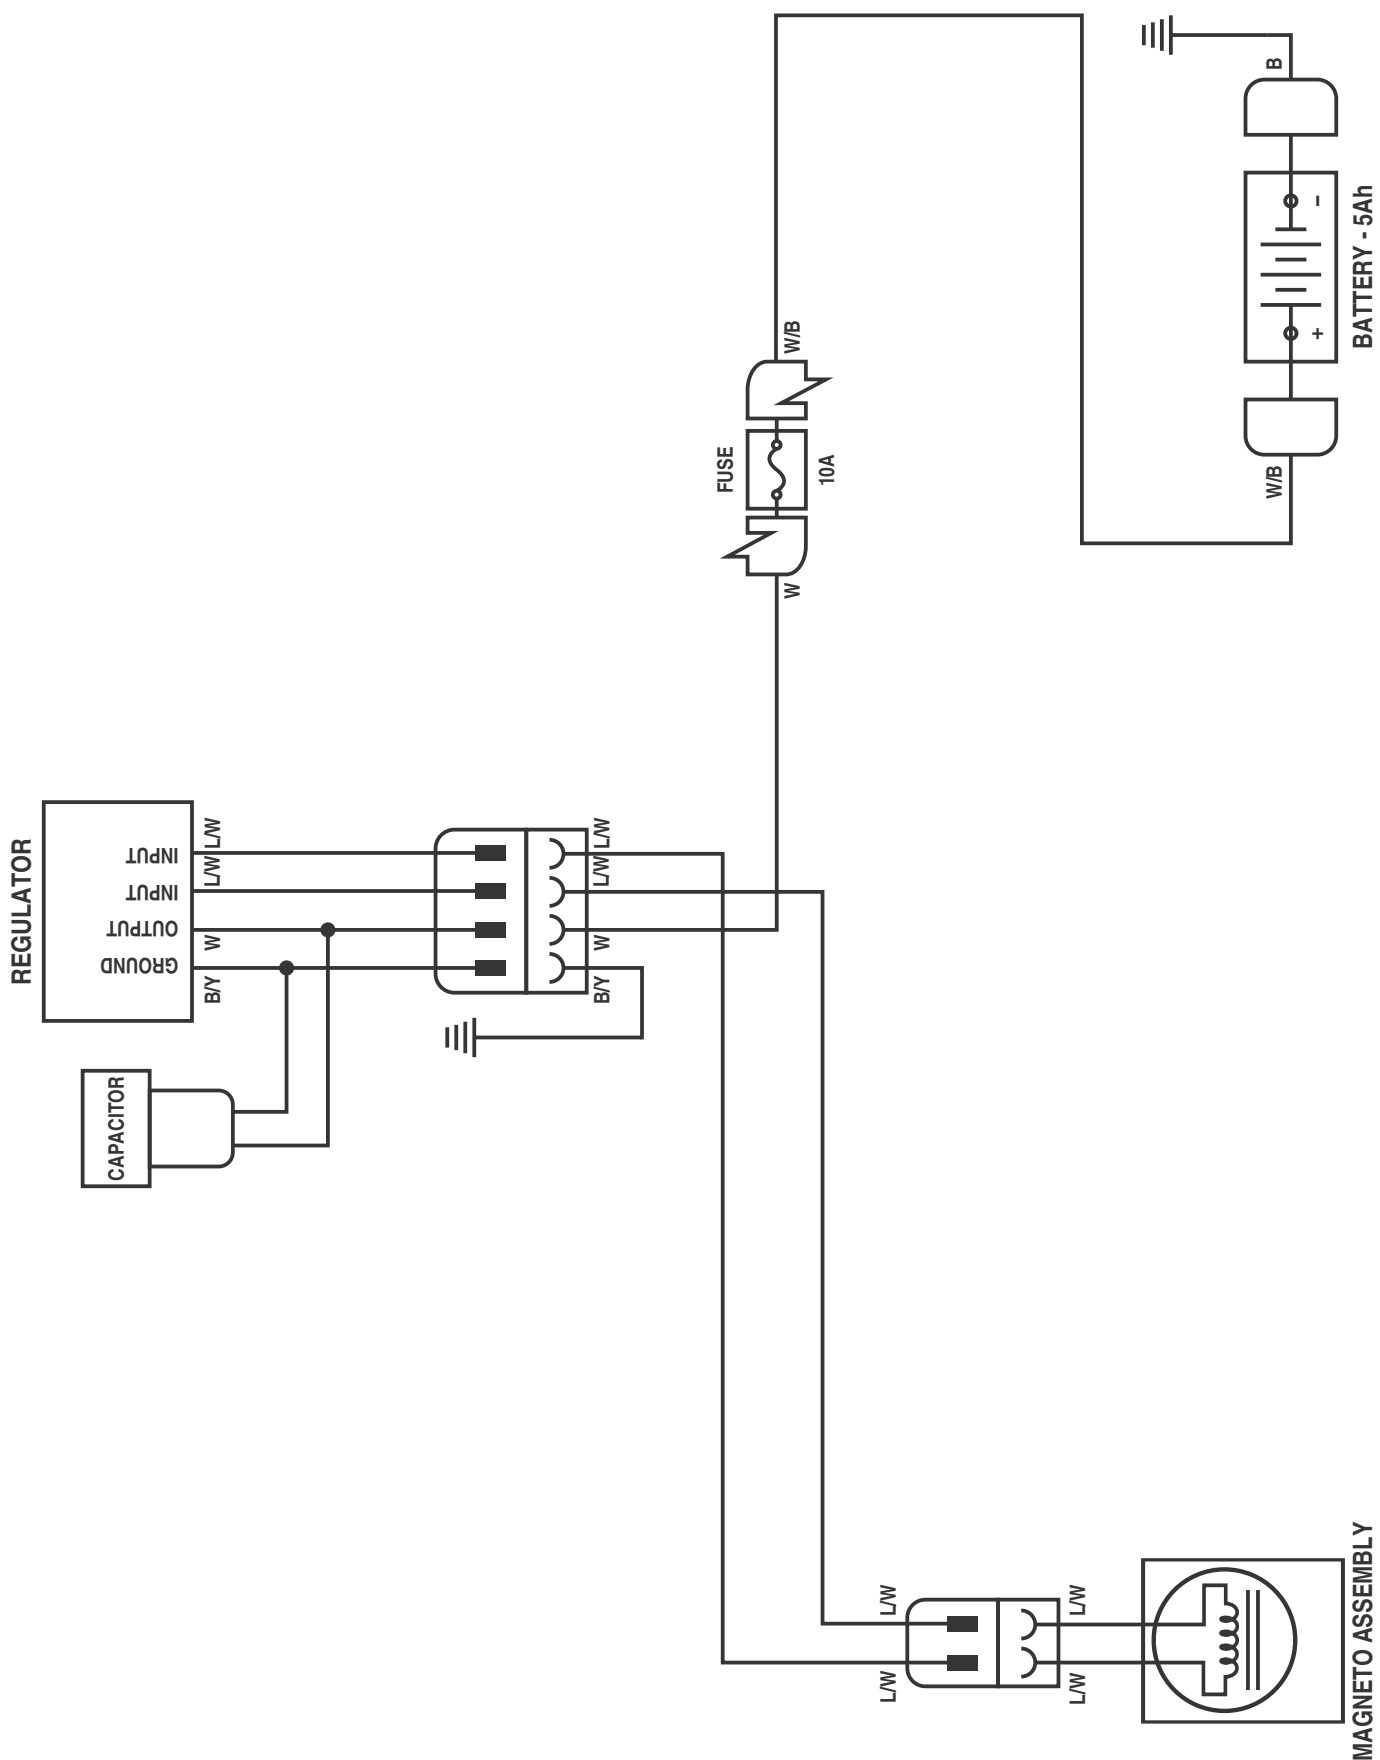 REGULATOR
INPUT
INPUT
OUTPUT
GROUND
L/W
L/W
W
B/Y
CAPACITOR
L/W
L/W
W
B/Y
FUSE
10A
W/B
W
B
BATTERY - 5Ah
-
+
W/B
L/W
L/W
L/W
L/W
MAGNETO ASSEMBLY